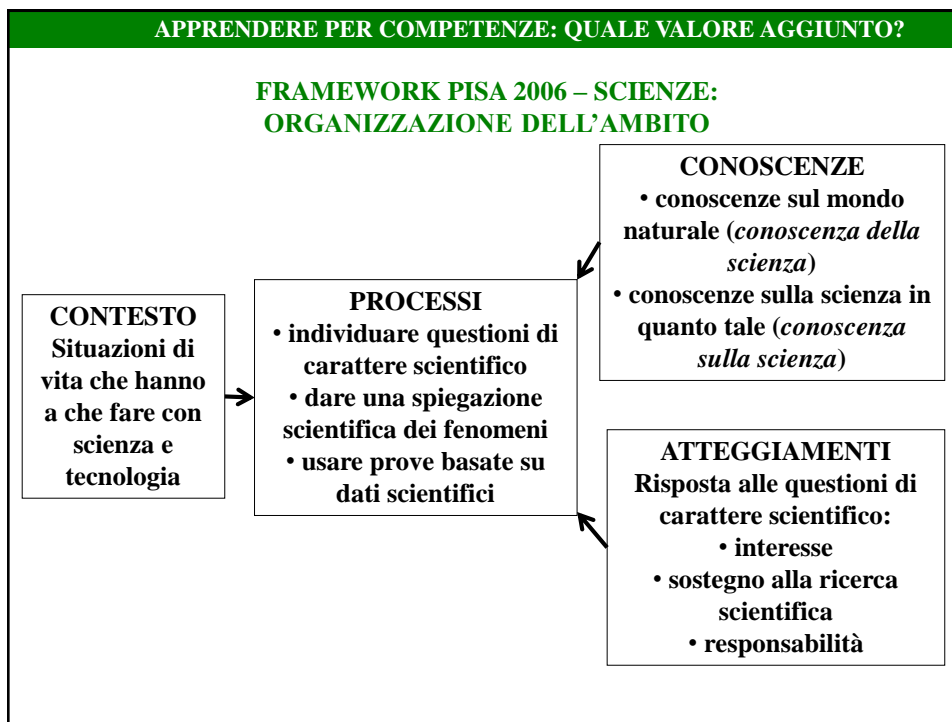 APPRENDERE PER COMPETENZE: QUALE VALORE AGGIUNTO?
FRAMEWORK PISA 2006 – SCIENZE:
ORGANIZZAZIONE DELL’AMBITO
CONTESTO
Situazioni di
vita che hanno
a che fare con
scienza e
tecnologia
PROCESSI
• individuare questioni di
carattere scientifico
• dare una spiegazione
scientifica dei fenomeni
• usare prove basate su
dati scientifici
CONOSCENZE
• conoscenze sul mondo
naturale (conoscenza della
scienza)
• conoscenze sulla scienza in
quanto tale (conoscenza
sulla scienza)
ATTEGGIAMENTI
Risposta alle questioni di
carattere scientifico:
• interesse
• sostegno alla ricerca
scientifica
• responsabilità